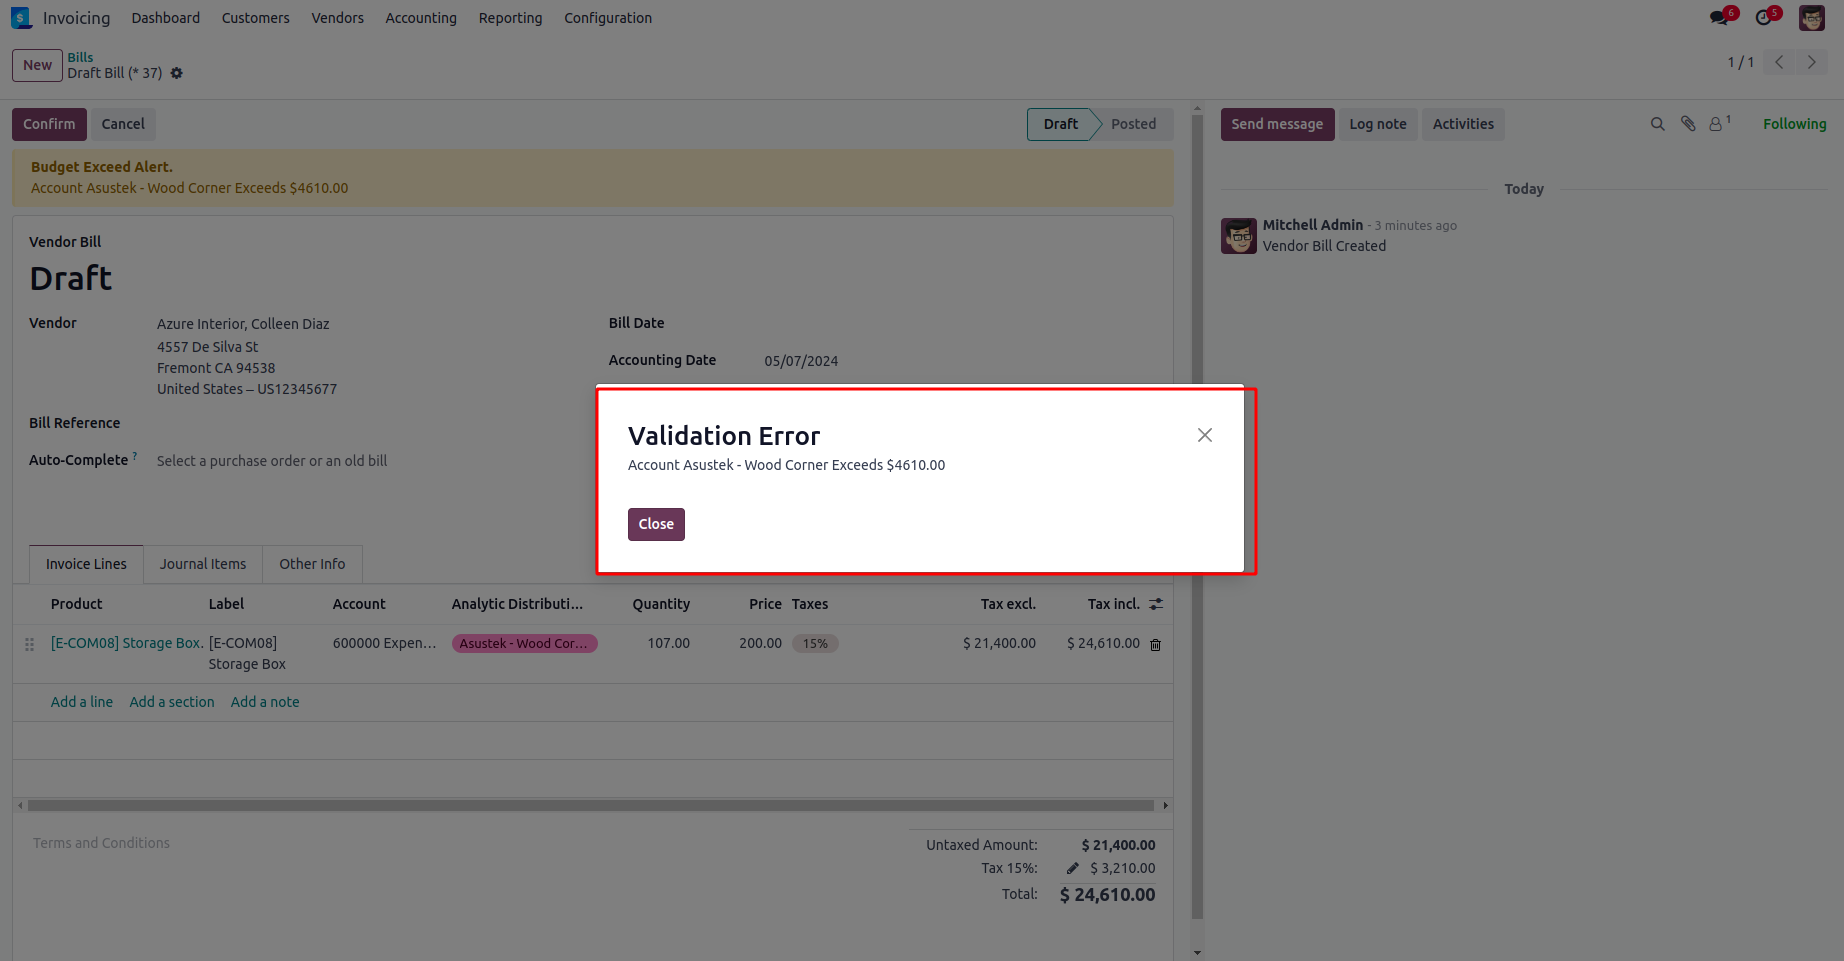 Invoicing Dashboard Customers Vendors Accounting Reporting Configuration 6 5
New Bills
Draft Bill (* 37)
1 / 1
Confirm Cancel
Draft Posted
Send message Log note Activities 1 Following
Budget Exceed Alert.
Account Asustek - Wood Corner Exceeds $4610.00
Today
Mitchell Admin - 3 minutes ago
Vendor Bill Created
Vendor Bill
Draft
Vendor Azure Interior, Colleen Diaz
4557 De Silva St
Fremont CA 94538
United States – US12345677
Bill Date
Accounting Date 05/07/2024
Bill Reference
Auto-Complete ? Select a purchase order or an old bill
Validation Error
Account Asustek - Wood Corner Exceeds $4610.00
Close
Invoice Lines Journal Items Other Info
Product Label Account Analytic Distributi... Quantity Price Taxes Tax excl. Tax incl.
[E-COM08] Storage Box. [E-COM08] 600000 Expen... Asustek - Wood Cor... 107.00 200.00 15% $ 21,400.00 $ 24,610.00
Storage Box
Add a line Add a section Add a note
Terms and Conditions
Untaxed Amount: $ 21,400.00
Tax 15%: $ 3,210.00
Total: $ 24,610.00